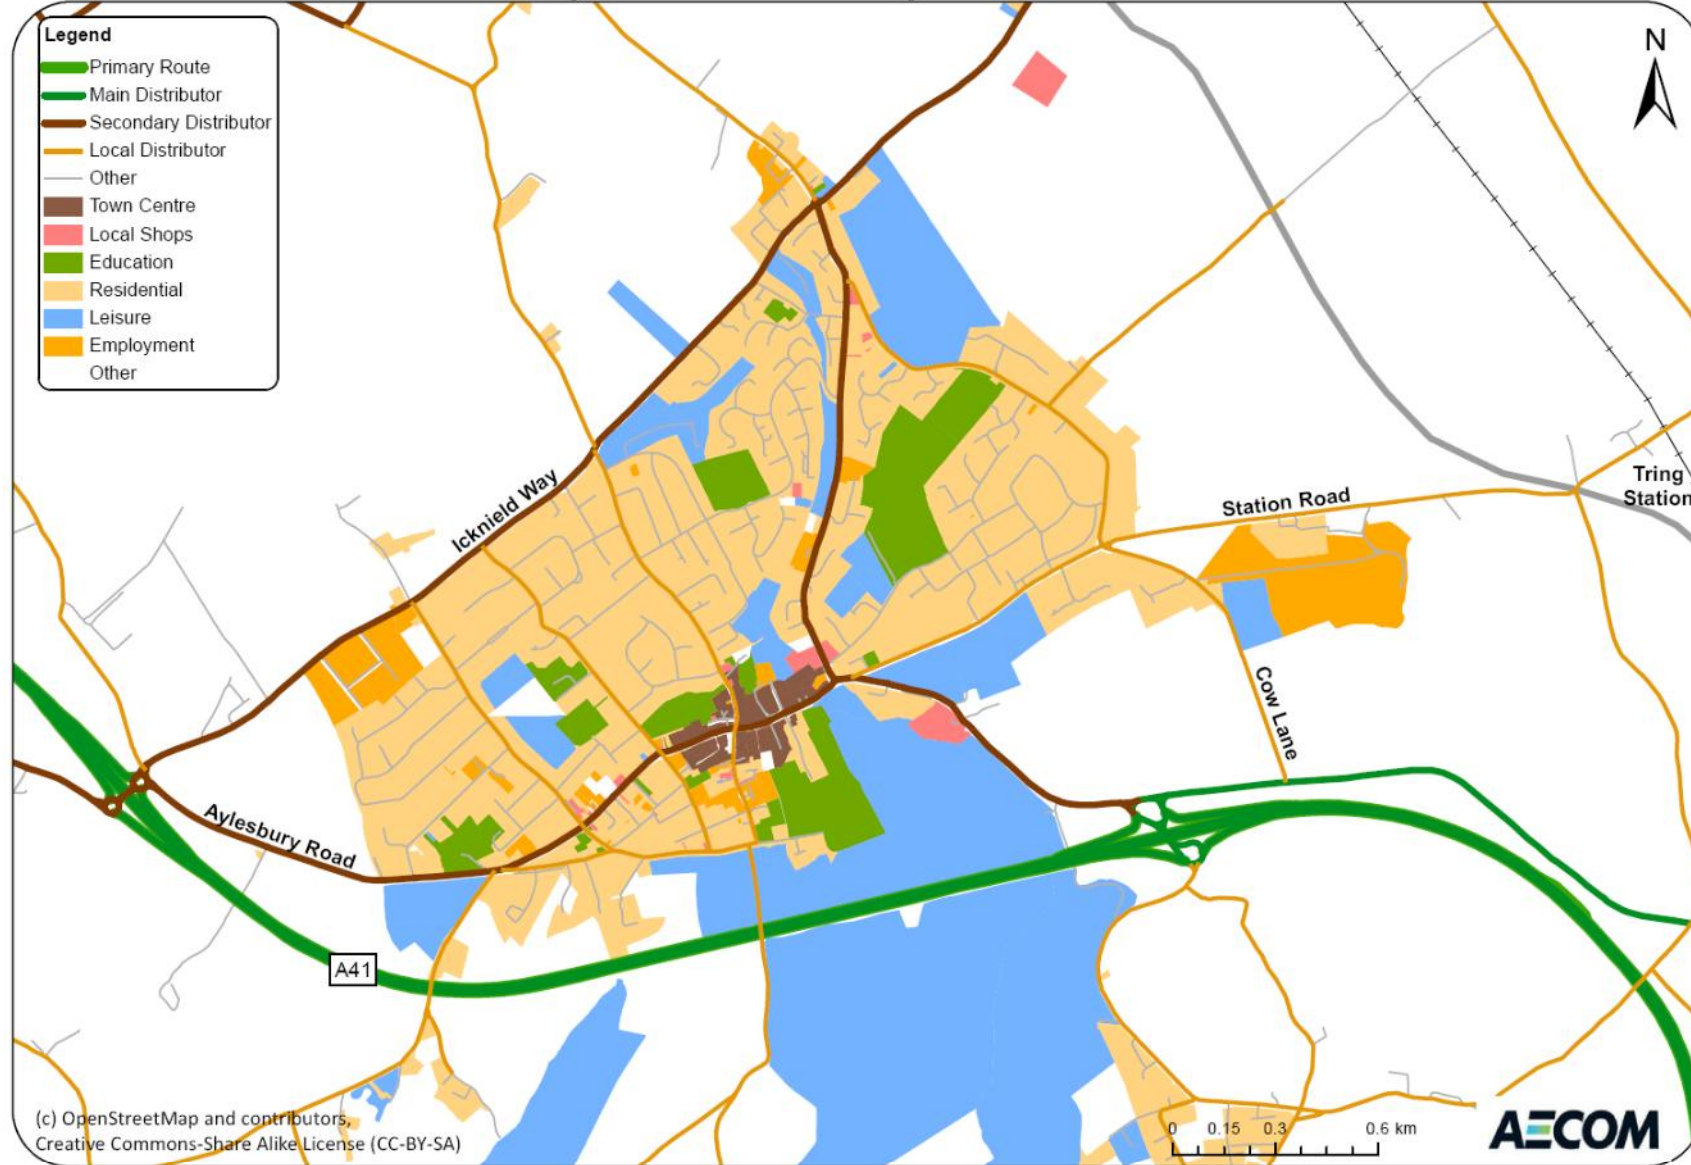 Legend
Primary Route
Main Distributor
Secondary Distributor
Local Distributor
Other
Town Centre
Local Shops
Education
Residential
Leisure
Employment
Other
N
Icknield Way
Station Road
Tring
Station
Cow Lane
Aylesbury Road
A41
(c) OpenStreetMap and contributors,
Creative Commons-Share Alike License (CC-BY-SA)
0 0.15 0.3 0.6 km
AECOM